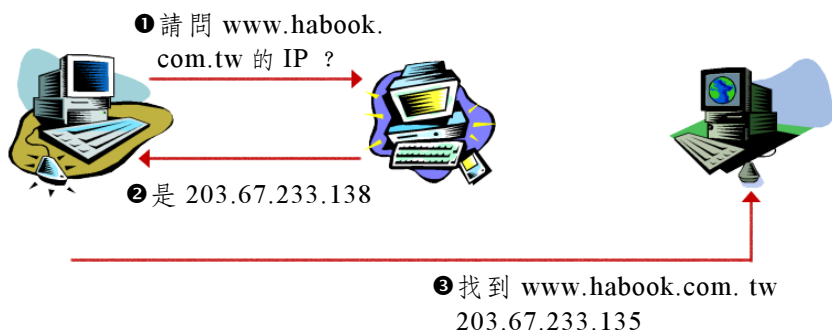 ❶請問 www.habook.
com.tw 的 IP ？
❷是 203.67.233.138
❸找到 www.habook.com. tw
203.67.233.135